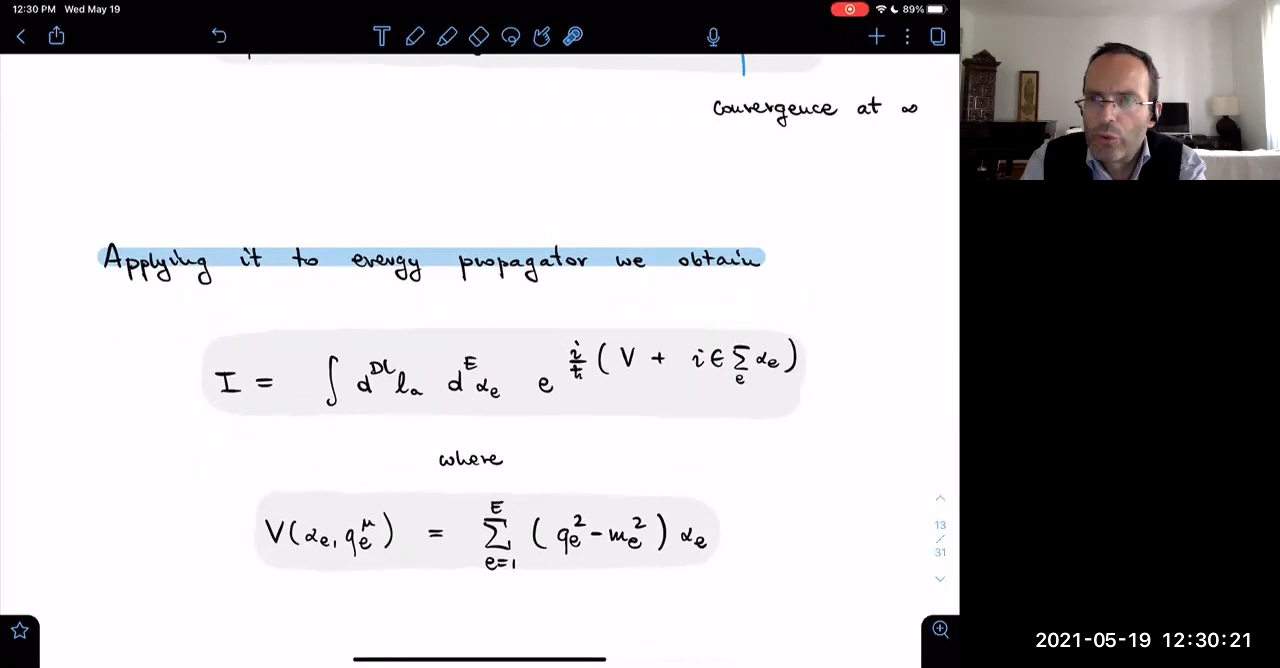 12:30 PM Wed May 19
89%
convergence at ∞
Applying it to evergy propagator we obtain
I = ∫ d^{DL} l_a d^E α_e e^{i/ħ (V + iϵ Σ_e α_e)}
where
V(α_e, q_e^μ) = Σ_{e=1}^{E} (q_e^2 - m_e^2) α_e
13
/
31
2021-05-19 12:30:21